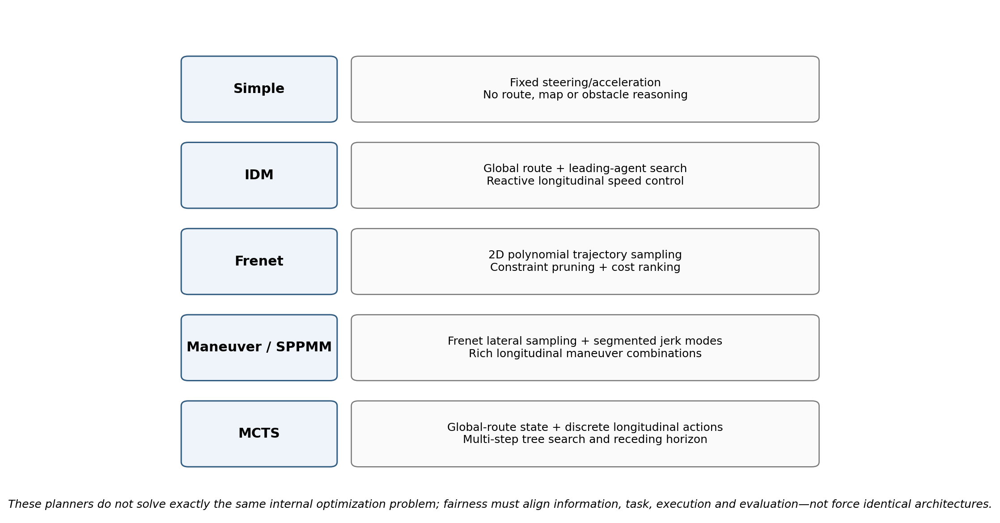 Simple
Fixed steering/acceleration
No route, map or obstacle reasoning
IDM
Global route + leading-agent search
Reactive longitudinal speed control
Frenet
2D polynomial trajectory sampling
Constraint pruning + cost ranking
Maneuver / SPPMM
Frenet lateral sampling + segmented jerk modes
Rich longitudinal maneuver combinations
MCTS
Global-route state + discrete longitudinal actions
Multi-step tree search and receding horizon
These planners do not solve exactly the same internal optimization problem; fairness must align information, task, execution and evaluation—not force identical architectures.